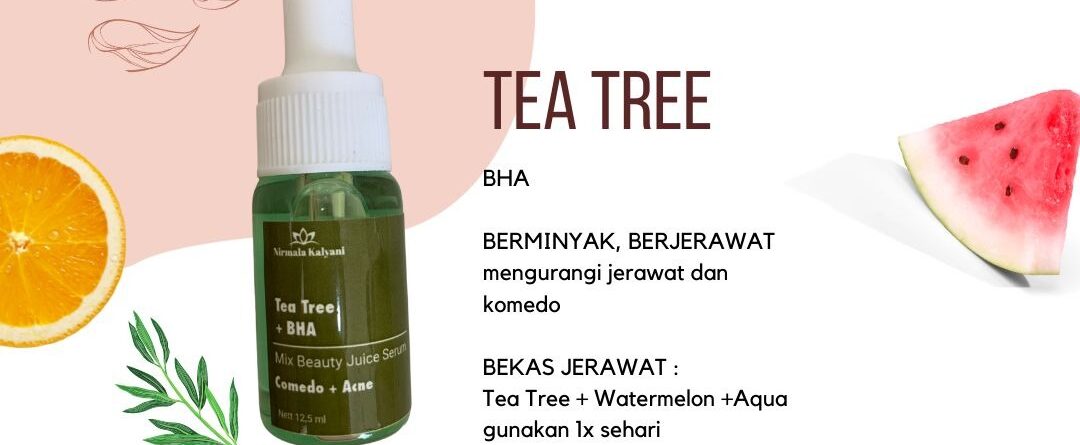 TEA TREE
BHA
BERMINYAK, BERJERAWAT
mengurangi jerawat dan
komedo
BEKAS JERAWAT :
Tea Tree + Watermelon +Aqua
gunakan 1x sehari
Nirmala Kalyani
Tea Tree
+ BHA
Mix Beauty Juice Serum
Comedo + Acne
Nett 12,5 ml